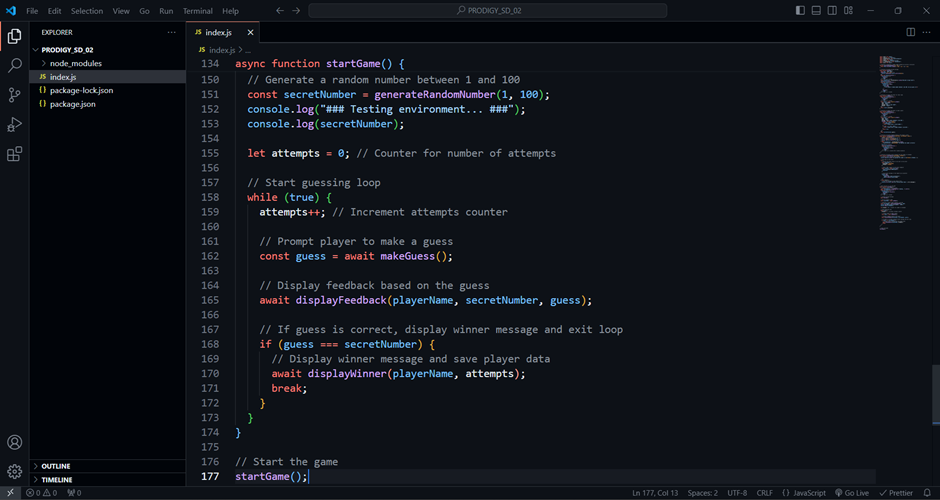 File Edit Selection View Go Run Terminal Help
PRODIGY_SD_02
EXPLORER
PRODIGY_SD_02
node_modules
JS index.js
{} package-lock.json
{} package.json
OUTLINE
TIMELINE
JS index.js
JS index.js > ...
134 async function startGame() {
150 // Generate a random number between 1 and 100
151 const secretNumber = generateRandomNumber(1, 100);
152 console.log("### Testing environment... ###");
153 console.log(secretNumber);
154
155 let attempts = 0; // Counter for number of attempts
156
157 // Start guessing loop
158 while (true) {
159 attempts++; // Increment attempts counter
160
161 // Prompt player to make a guess
162 const guess = await makeGuess();
163
164 // Display feedback based on the guess
165 await displayFeedback(playerName, secretNumber, guess);
166
167 // If guess is correct, display winner message and exit loop
168 if (guess === secretNumber) {
169 // Display winner message and save player data
170 await displayWinner(playerName, attempts);
171 break;
172 }
173 }
174 }
175
176 // Start the game
177 startGame();
0 0 0 Ln 177, Col 13 Spaces: 2 UTF-8 CRLF {} JavaScript Go Live Prettier